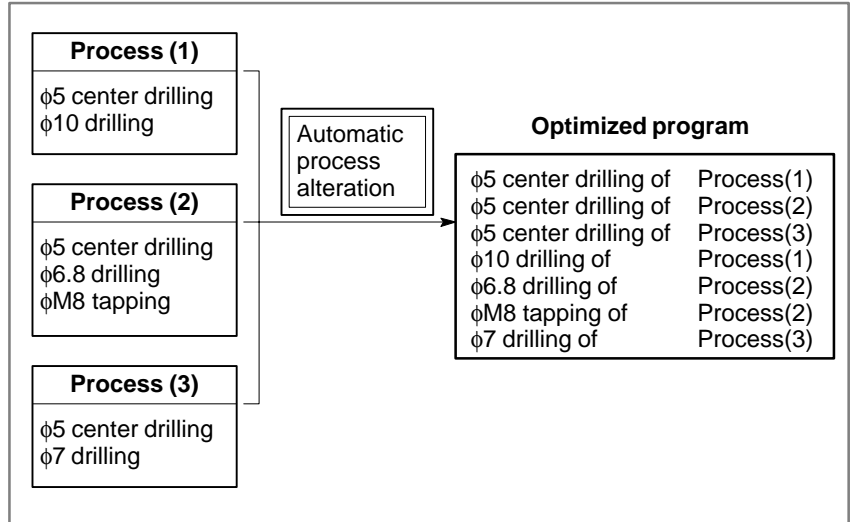 Process (1)
ϕ5 center drilling
ϕ10 drilling
Process (2)
ϕ5 center drilling
ϕ6.8 drilling
ϕM8 tapping
Process (3)
ϕ5 center drilling
ϕ7 drilling
Automatic
process
alteration
Optimized program
ϕ5 center drilling of Process(1)
ϕ5 center drilling of Process(2)
ϕ5 center drilling of Process(3)
ϕ10 drilling of Process(1)
ϕ6.8 drilling of Process(2)
ϕM8 tapping of Process(2)
ϕ7 drilling of Process(3)